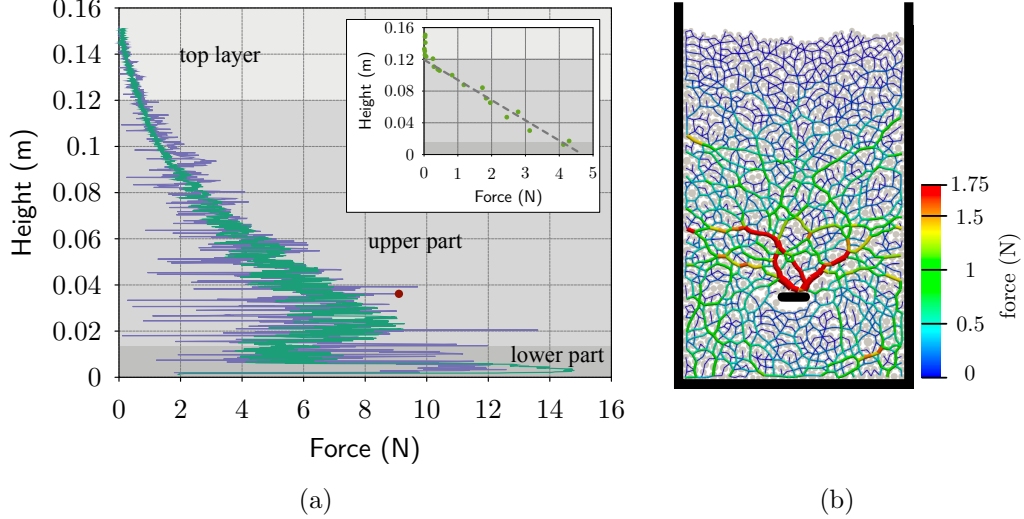 0.16
0.14
0.12
0.1
0.08
0.06
0.04
0.02
0
Height (m)
0 2 4 6 8 10 12 14 16
Force (N)
top layer
upper part
lower part
0.16
0.12
0.08
0.04
0
Height (m)
0 1 2 3 4 5
Force (N)
(a)
1.75
1.5
1
0.5
0
force (N)
(b)